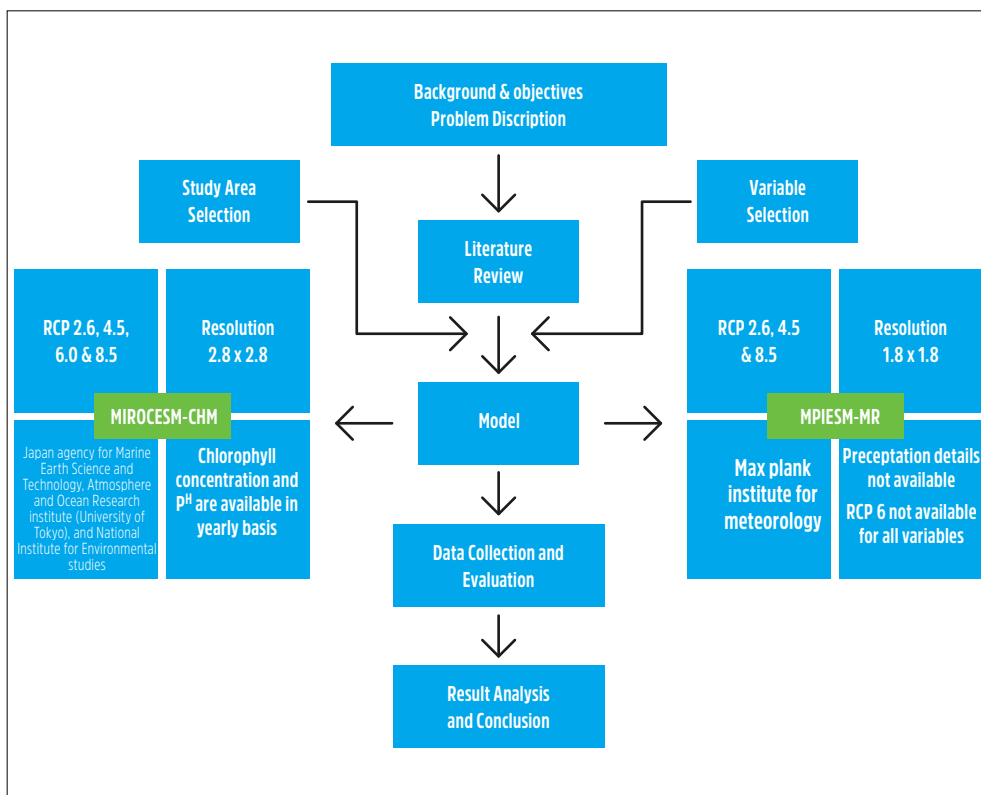 Background & objectives
Problem Discription
Study Area
Selection
Variable
Selection
Literature
Review
RCP 2.6, 4.5,
6.0 & 8.5
Resolution
2.8 x 2.8
MIROCESM-CHM
Japan agency for Marine
Earth Science and
Technology, Atmosphere
and Ocean Research
institute (University of
Tokyo), and National
Institute for Environmental
studies
Chlorophyll
concentration and
Pᴴ are available in
yearly basis
Model
RCP 2.6, 4.5
& 8.5
Resolution
1.8 x 1.8
MPIESM-MR
Max plank
institute for
meteorology
Preceptation details
not available
RCP 6 not available
for all variables
Data Collection and
Evaluation
Result Analysis
and Conclusion